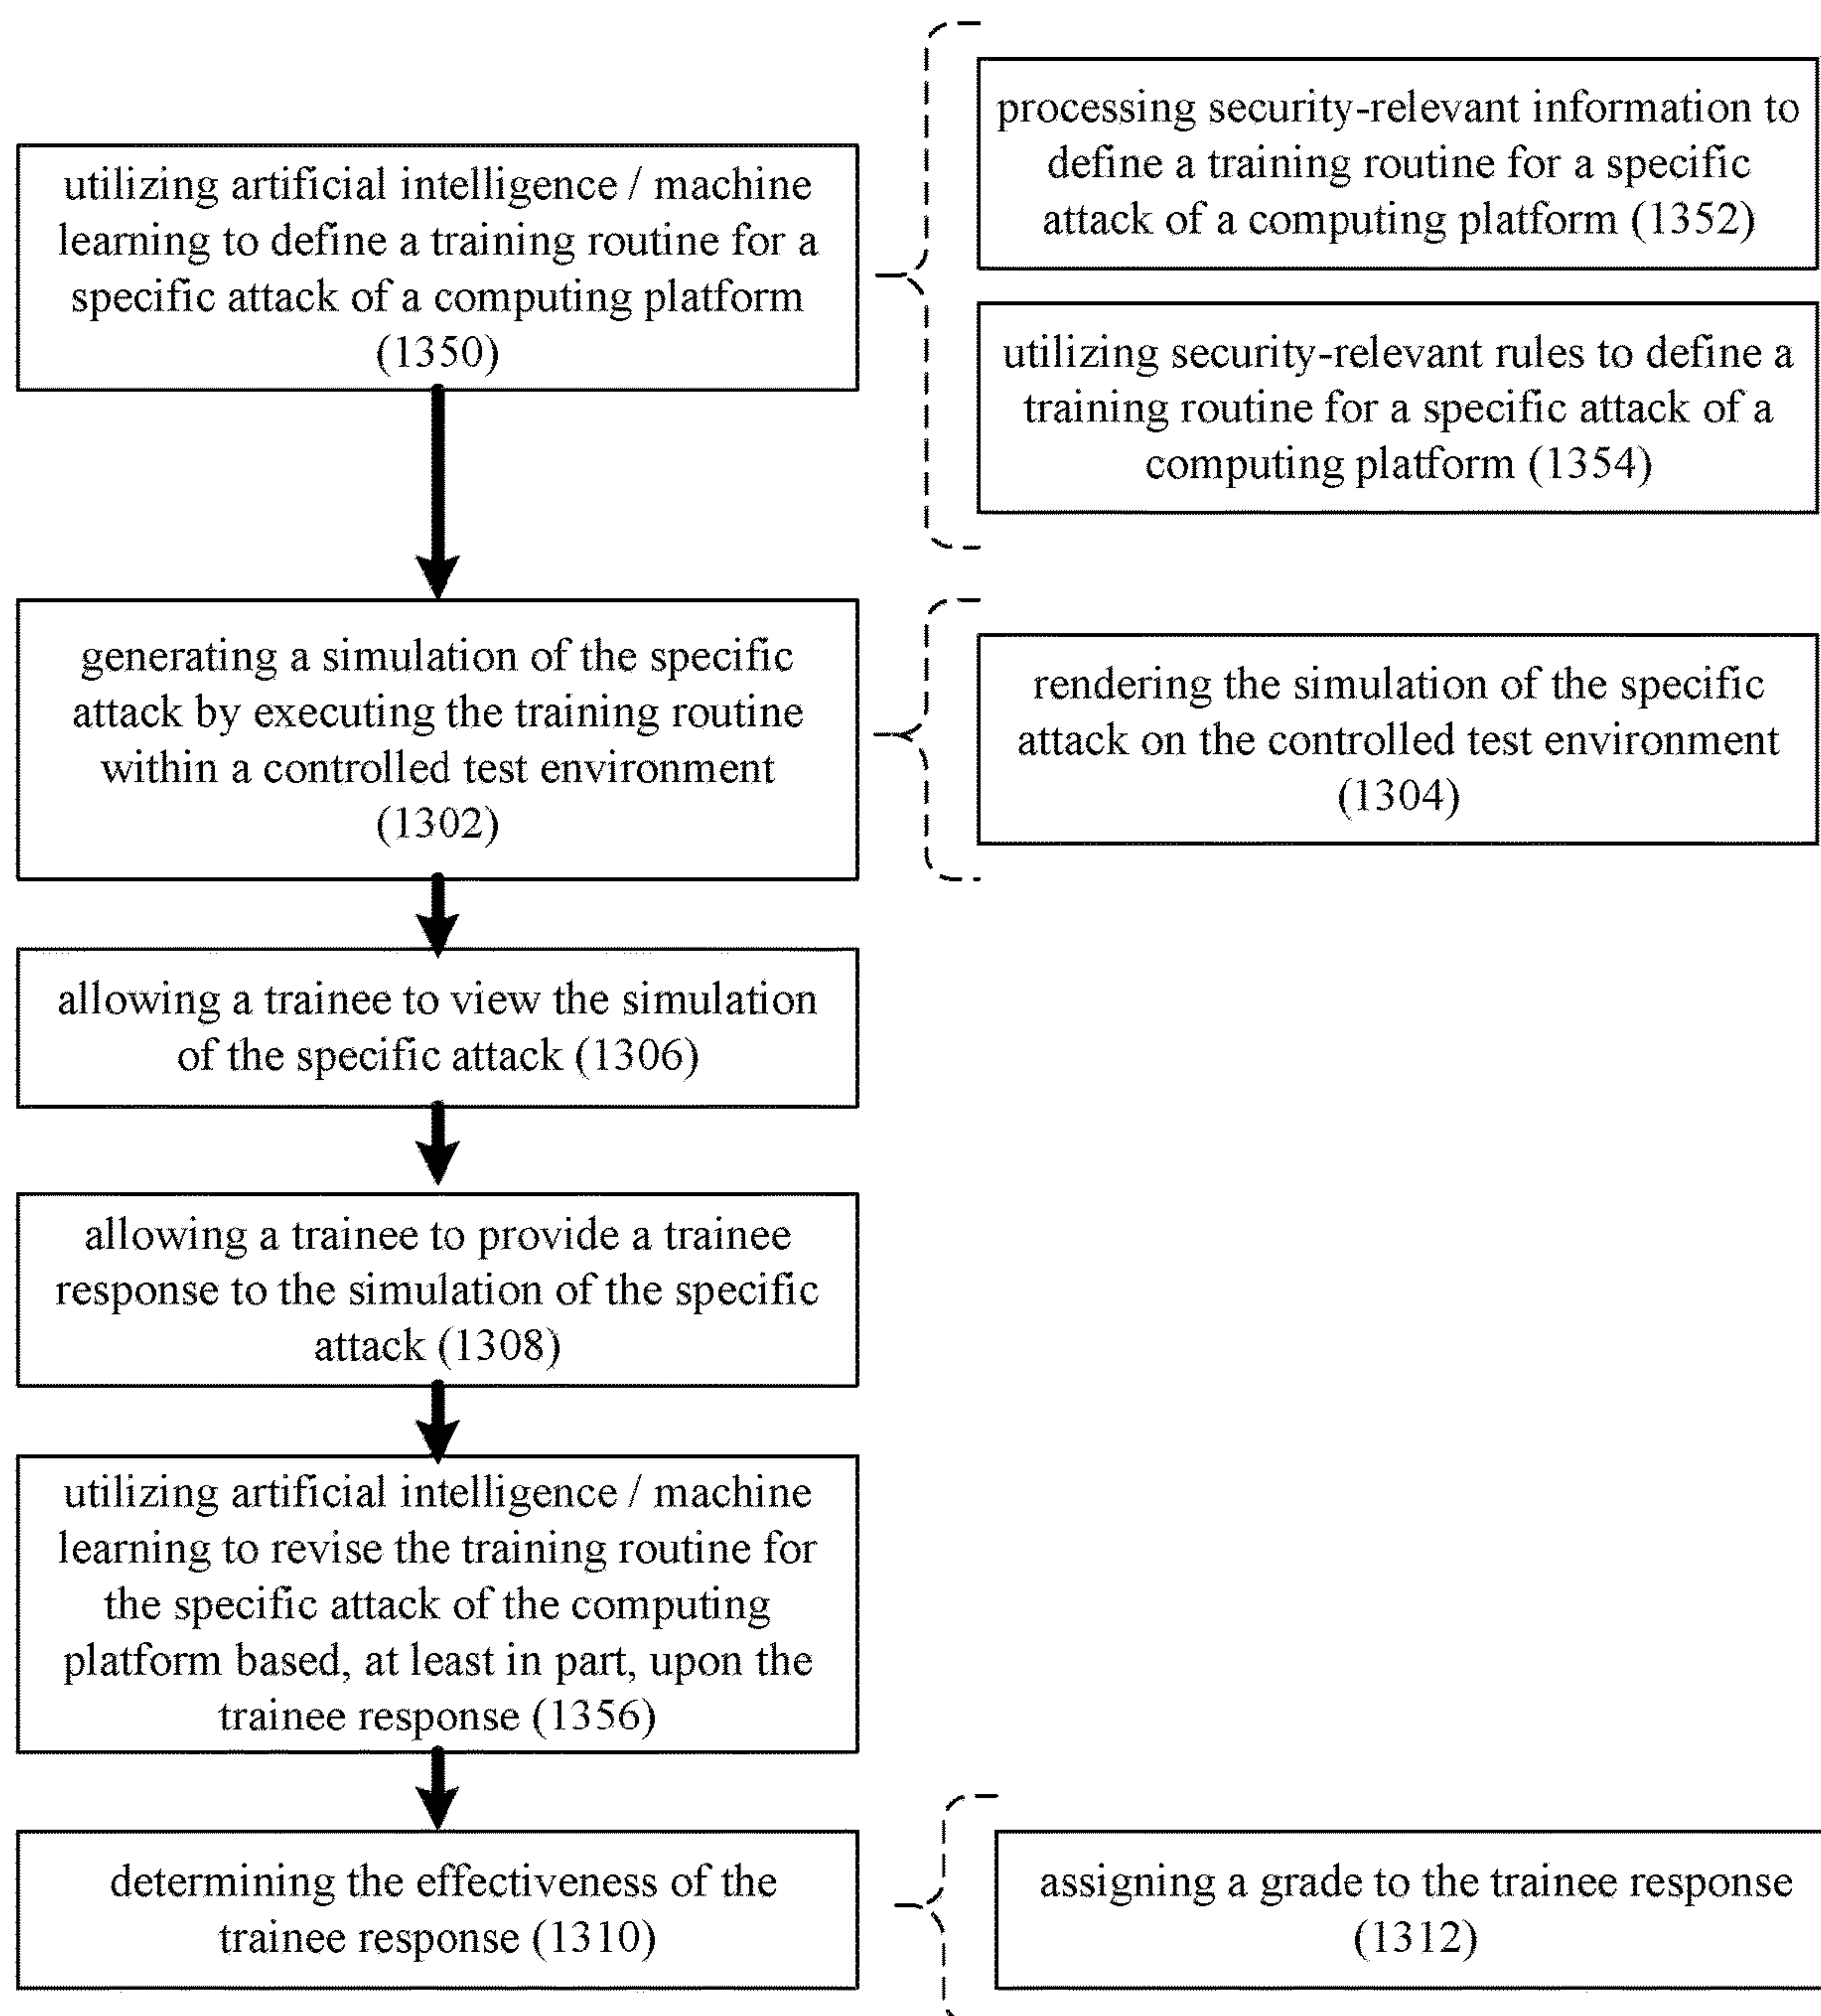 utilizing artificial intelligence / machine
learning to define a training routine for a
specific attack of a computing platform
(1350)
processing security-relevant information to
define a training routine for a specific
attack of a computing platform (1352)
utilizing security-relevant rules to define a
training routine for a specific attack of a
computing platform (1354)
generating a simulation of the specific
attack by executing the training routine
within a controlled test environment
(1302)
rendering the simulation of the specific
attack on the controlled test environment
(1304)
allowing a trainee to view the simulation
of the specific attack (1306)
allowing a trainee to provide a trainee
response to the simulation of the specific
attack (1308)
utilizing artificial intelligence / machine
learning to revise the training routine for
the specific attack of the computing
platform based, at least in part, upon the
trainee response (1356)
determining the effectiveness of the
trainee response (1310)
assigning a grade to the trainee response
(1312)